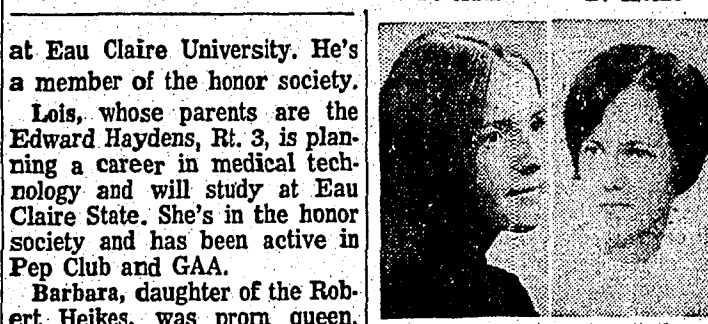 at Eau Claire University. He's
a member of the honor society.
Lois, whose parents are the
Edward Haydens, Rt. 3, is plan-
ning a career in medical tech-
nology and will study at Eau
Claire State. She's in the honor
society and has been active in
Pep Club and GAA.
Barbara, daughter of the Rob-
ert Heikes, was prom queen,